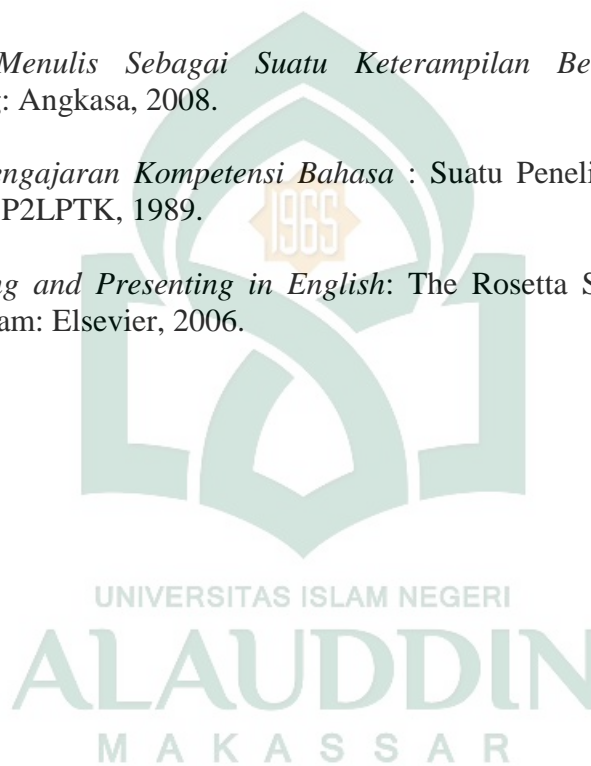 Menulis Sebagai Suatu Keterampilan Be
: Angkasa, 2008.
engajaran Kompetensi Bahasa : Suatu Peneli
P2LPTK, 1989.
ng and Presenting in English: The Rosetta S
am: Elsevier, 2006.
1965
UNIVERSITAS ISLAM NEGERI
ALAUDDIN
MAKASSAR